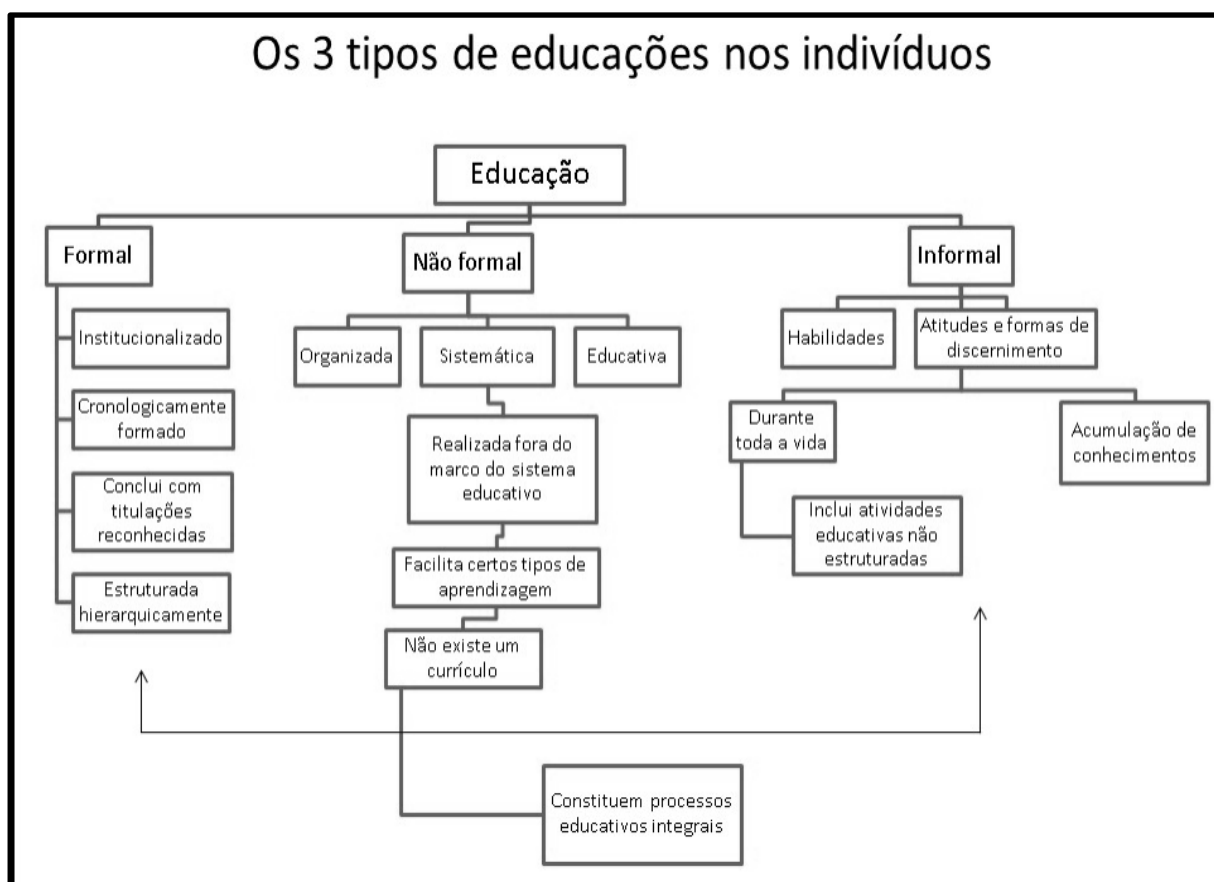 Os 3 tipos de educações nos indivíduos
Educação
Formal
Institucionalizado
Cronologicamente
formado
Conclui com
titulações
reconhecidas
Estruturada
hierarquicamente
Não formal
Organizada
Sistemática
Educativa
Realizada fora do
marco do sistema
educativo
Facilita certos tipos de
aprendizagem
Não existe um
currículo
Constituem processos
educativos integrais
Informal
Habilidades
Atitudes e formas de
discernimento
Durante
toda a vida
Inclui atividades
educativas não
estruturadas
Acumulação de
conhecimentos